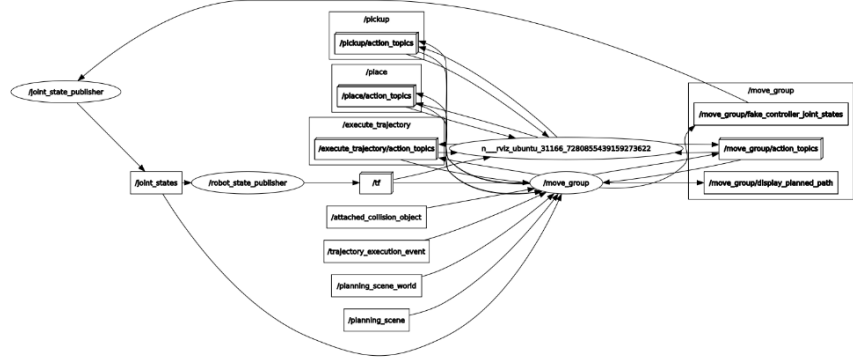 /pickup
/pickup/action_topics
/place
/place/action_topics
/execute_trajectory
/execute_trajectory/action_topics
/joint_state_publisher
n___rviz_ubuntu_31166_7280855439159273622
/move_group
/move_group/fake_controller_joint_states
/move_group/action_topics
/move_group/display_planned_path
/joint_states
/robot_state_publisher
/tf
/move_group
/attached_collision_object
/trajectory_execution_event
/planning_scene_world
/planning_scene